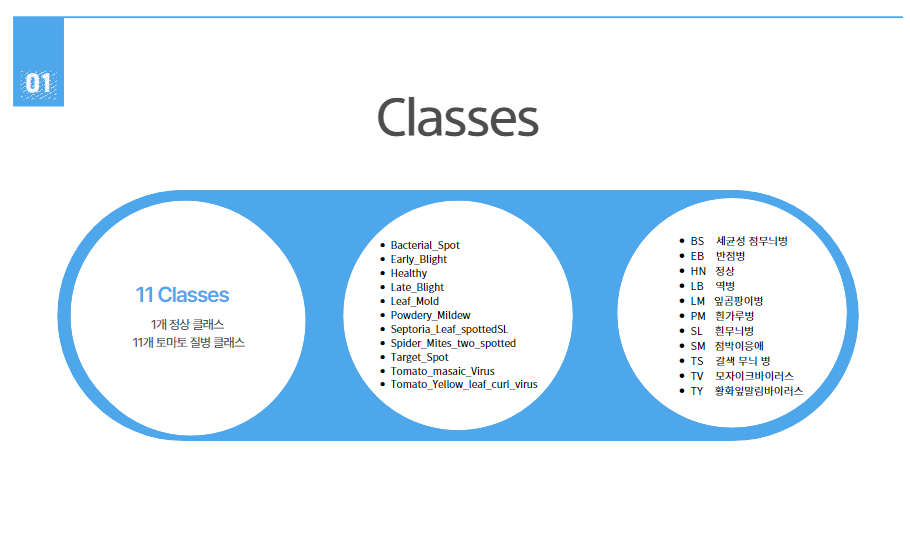 01
Classes
11 Classes
1개 정상 클래스
11개 토마토 질병 클래스
• Bacterial_Spot
• Early_Blight
• Healthy
• Late_Blight
• Leaf_Mold
• Powdery_Mildew
• Septoria_Leaf_spottedSL
• Spider_Mites_two_spotted
• Target_Spot
• Tomato_masaic_Virus
• Tomato_Yellow_leaf_curl_virus
• BS 세균성 점무늬병
• EB 반점병
• HN 정상
• LB 역병
• LM 잎곰팡이병
• PM 흰가루병
• SL 흰무늬병
• SM 점박이응애
• TS 갈색 무늬 병
• TV 모자이크바이러스
• TY 황화잎말림바이러스